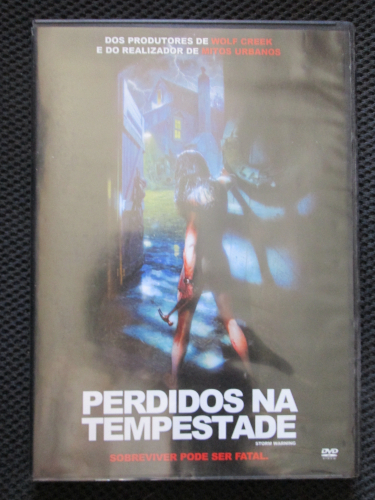 DOS PRODUTORES DE WOLF CREEK
E DO REALIZADOR DE MITOS URBANOS
PERDIDOS NA
TEMPESTADE
STORM WARNING
SOBREVIVER PODE SER FATAL.
DVD